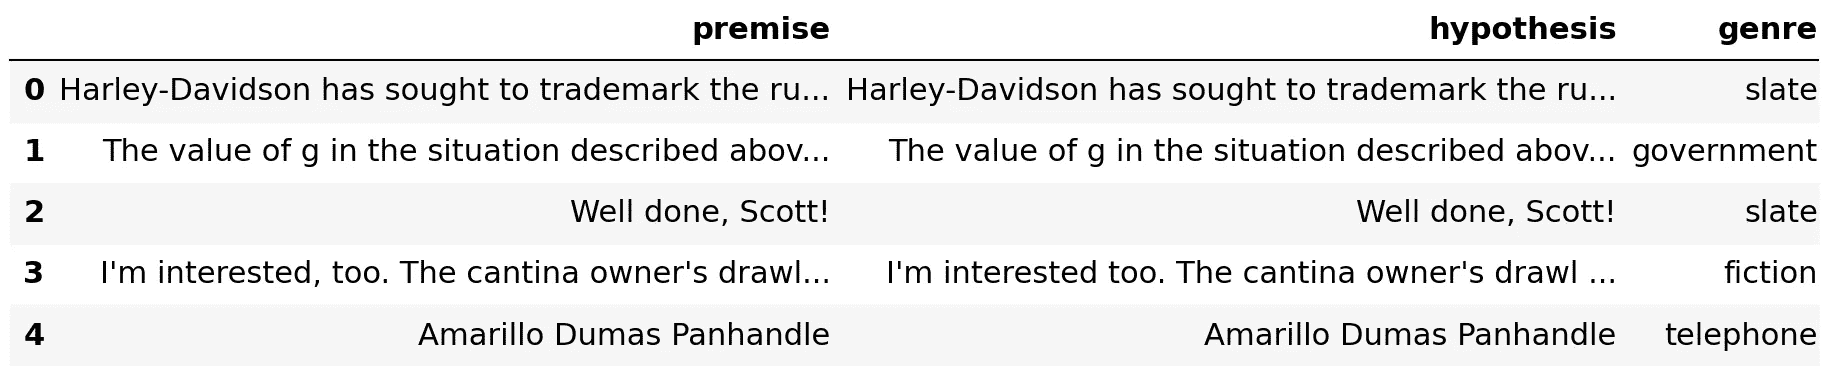 premise hypothesis genre
0 Harley-Davidson has sought to trademark the ru... Harley-Davidson has sought to trademark the ru... slate
1 The value of g in the situation described abov... The value of g in the situation described abov... government
2 Well done, Scott! Well done, Scott! slate
3 I'm interested, too. The cantina owner's drawl... I'm interested too. The cantina owner's drawl ... fiction
4 Amarillo Dumas Panhandle Amarillo Dumas Panhandle telephone